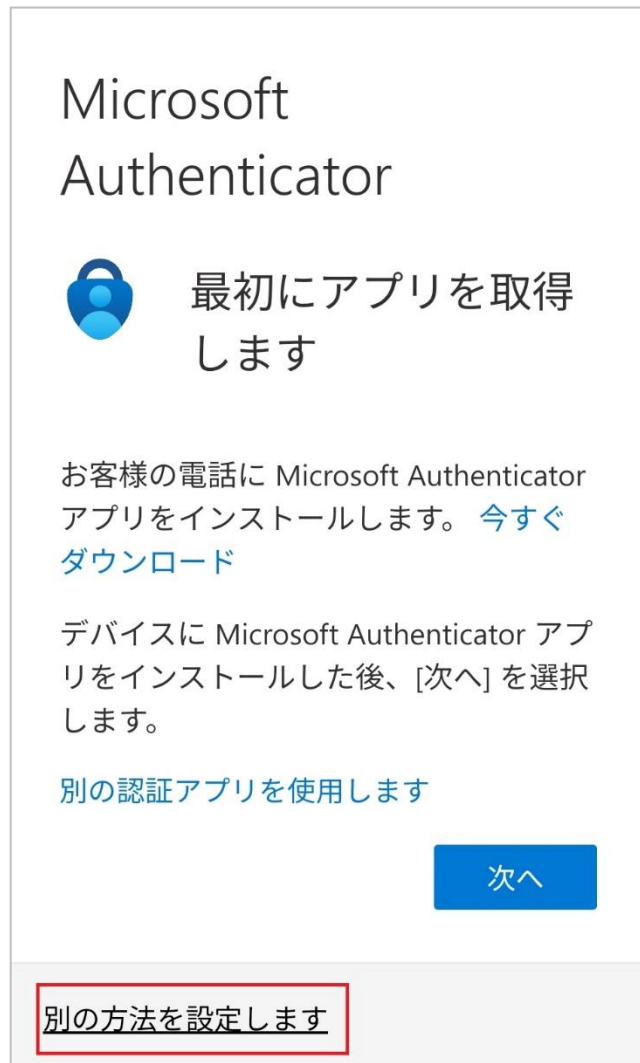 Microsoft
Authenticator
最初にアプリを取得
します
お客様の電話に Microsoft Authenticator
アプリをインストールします。 今すぐ
ダウンロード
デバイスに Microsoft Authenticator アプ
リをインストールした後、[次へ] を選択
します。
別の認証アプリを使用します
次へ
別の方法を設定します